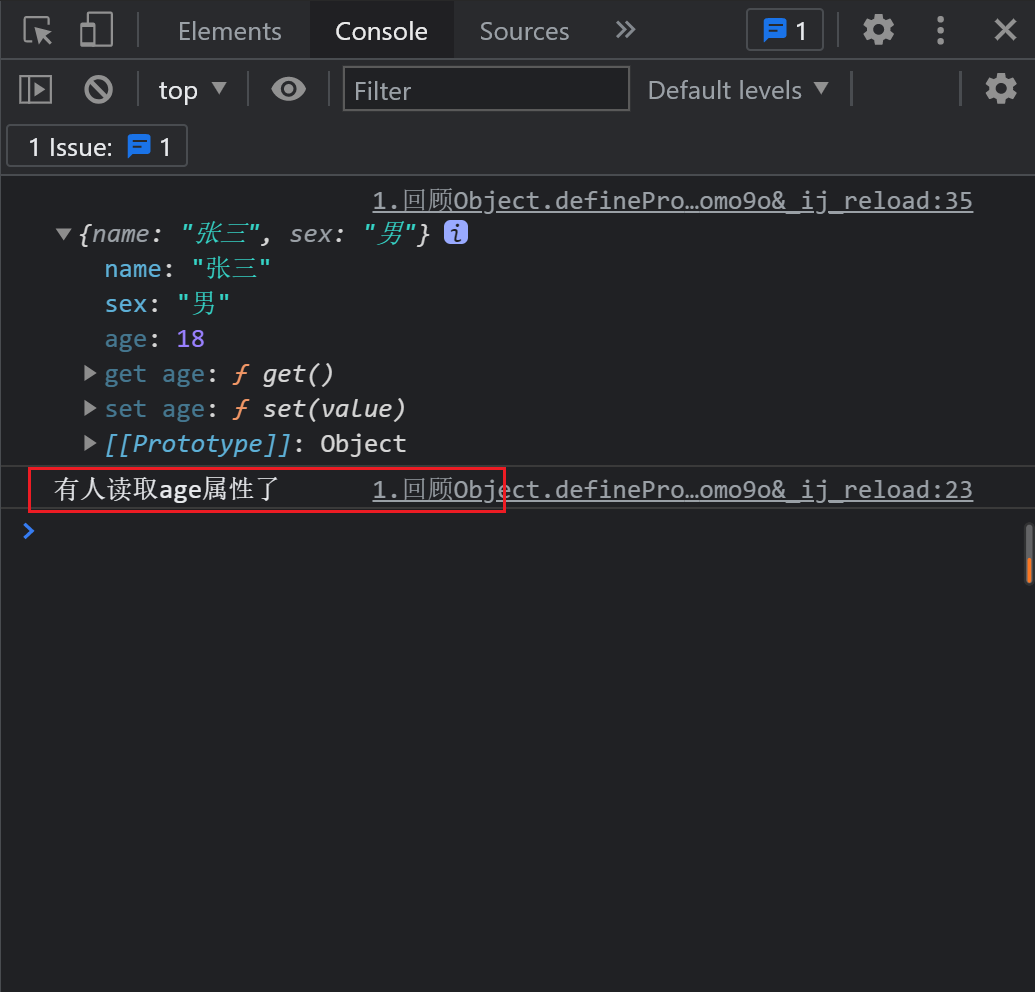 Elements Console Sources 1
top Filter Default levels
1 Issue: 1
1.回顾Object.definePro…omo9o&_ij_reload:35
{name: "张三", sex: "男"} i
name: "张三"
sex: "男"
age: 18
get age: ƒ get()
set age: ƒ set(value)
[[Prototype]]: Object
有人读取age属性了 1.回顾Object.definePro…omo9o&_ij_reload:23